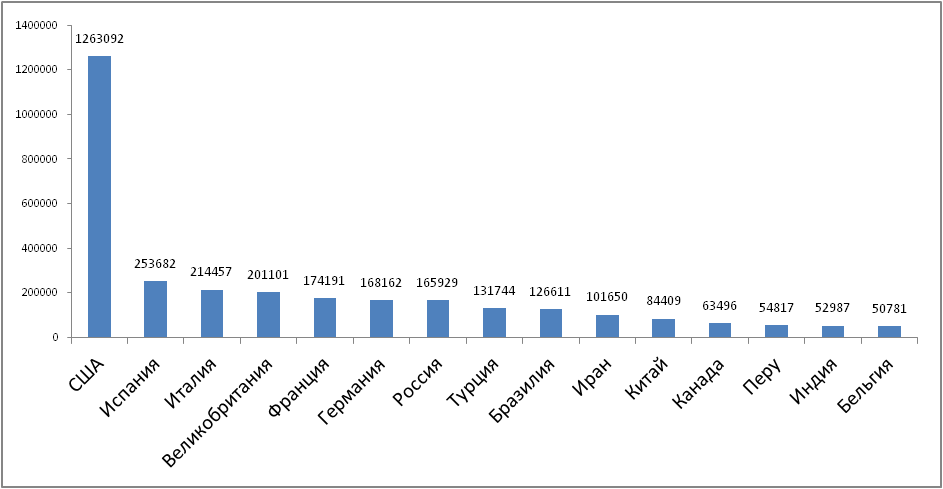 1400000
1200000
1000000
800000
600000
400000
200000
0
1263092
253682
214457
201101
174191
168162
165929
131744
126611
101650
84409
63496
54817
52987
50781
США
Испания
Италия
Великобритания
Франция
Германия
Россия
Турция
Бразилия
Иран
Китай
Канада
Перу
Индия
Бельгия